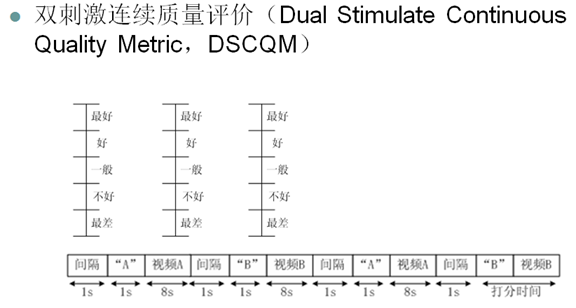 双刺激连续质量评价（Dual Stimulate Continuous
Quality Metric，DSCQM）
最好 最好 最好
好 好 好
一般 一般 一般
不好 不好 不好
最差 最差 最差
间隔 “A” 视频A 间隔 “B” 视频B 间隔 “A” 视频A 间隔 “B” 视频B
1s 1s 8s 1s 1s 8s 1s 1s 8s 1s 打分时间